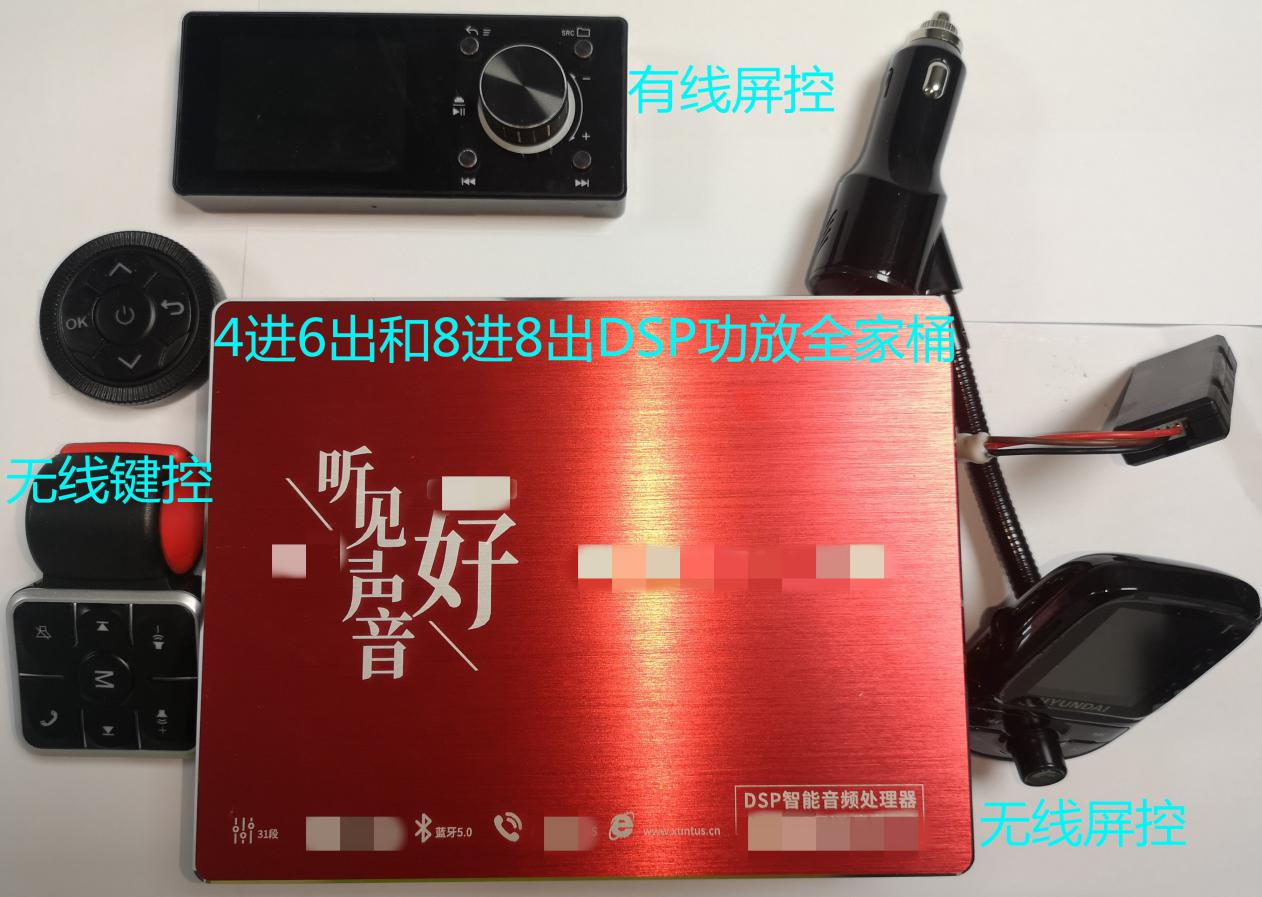 SRC
有线屏控
OK
4进6出和8进8出DSP功放全家桶
无线键控
听见声音
好
M
HYUNDAI
DSP智能音频处理器
31段
蓝牙5.0
S
www.xuntus.cn
无线屏控